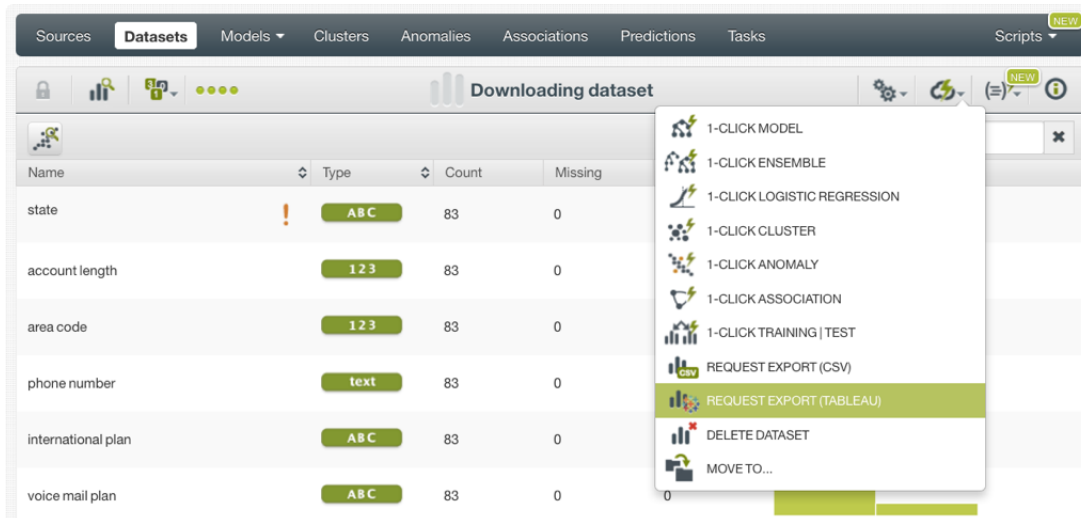 Sources Datasets Models Clusters Anomalies Associations Predictions Tasks Scripts NEW
Downloading dataset NEW
1-CLICK MODEL
1-CLICK ENSEMBLE
1-CLICK LOGISTIC REGRESSION
1-CLICK CLUSTER
1-CLICK ANOMALY
1-CLICK ASSOCIATION
1-CLICK TRAINING | TEST
CSV REQUEST EXPORT (CSV)
REQUEST EXPORT (TABLEAU)
DELETE DATASET
MOVE TO...
Name Type Count Missing
state ! ABC 83 0
account length 123 83 0
area code 123 83 0
phone number text 83 0
international plan ABC 83 0
voice mail plan ABC 83 0 0